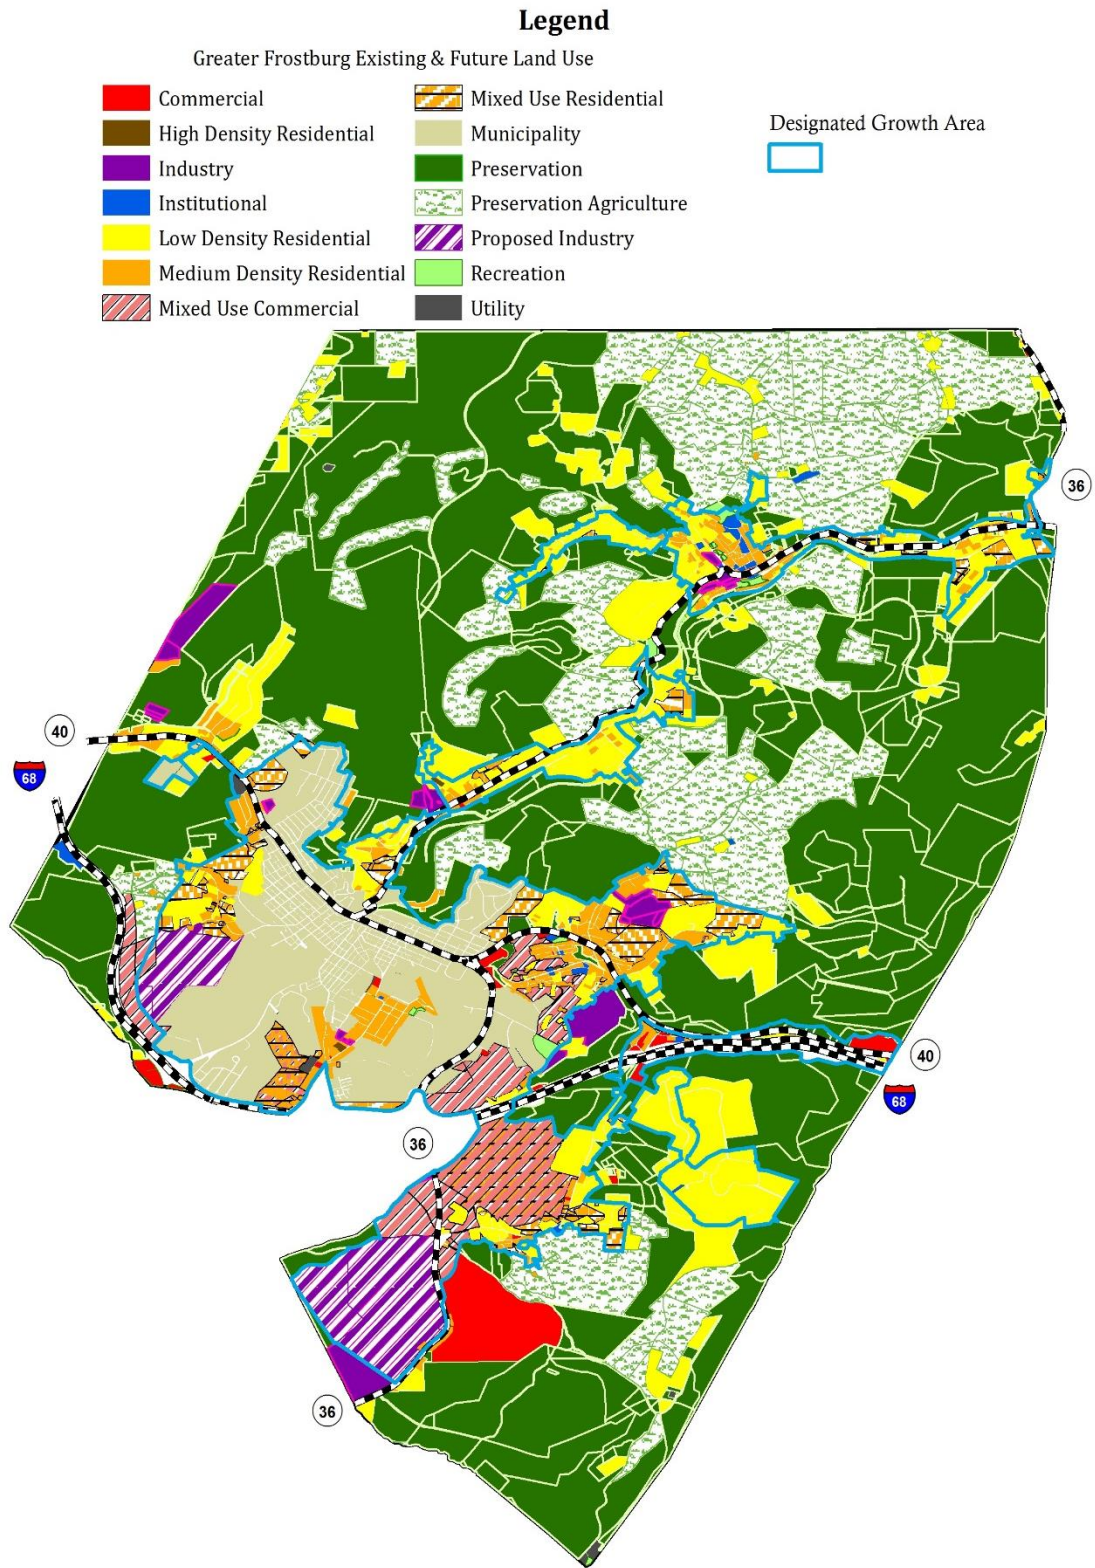 Legend
Greater Frostburg Existing & Future Land Use
Commercial
High Density Residential
Industry
Institutional
Low Density Residential
Medium Density Residential
Mixed Use Commercial
Mixed Use Residential
Municipality
Preservation
Preservation Agriculture
Proposed Industry
Recreation
Utility
Designated Growth Area
36
40
68
40
68
36
36